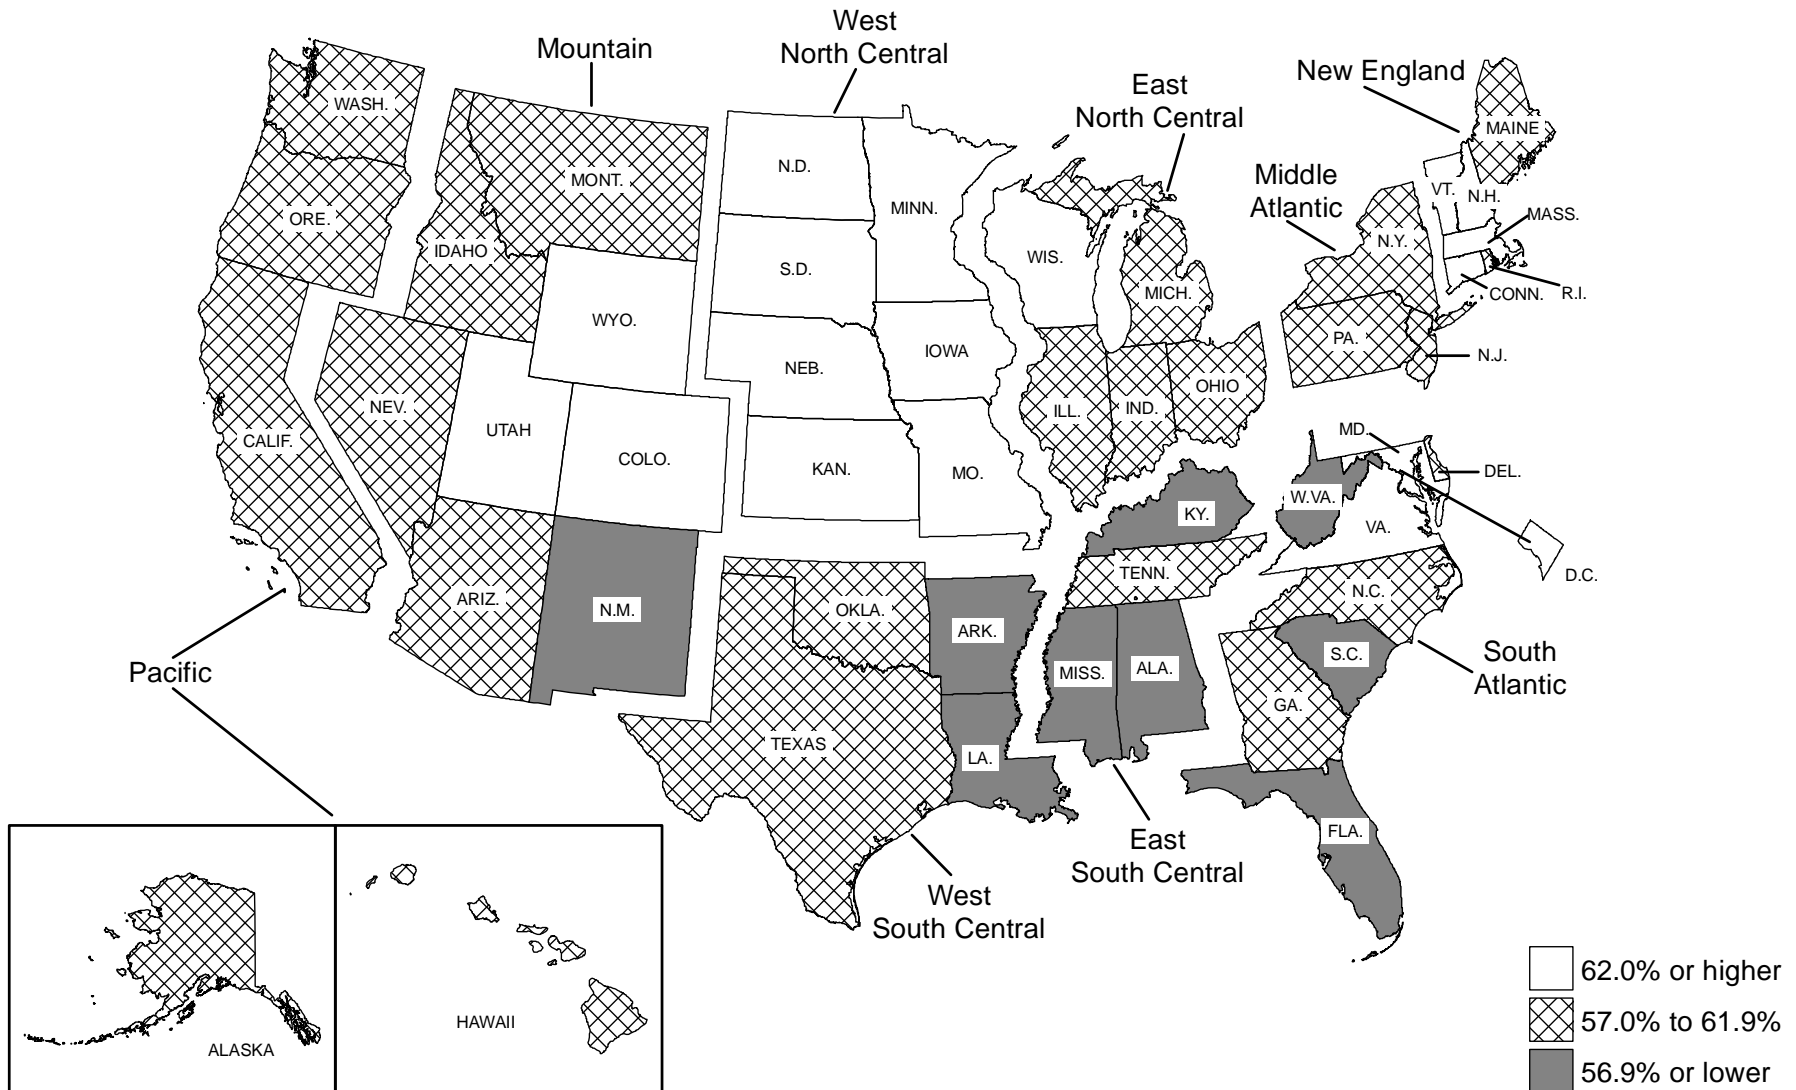 West
North Central
Mountain
East
North Central
New England
Middle
Atlantic
WASH.
MAINE
MONT.
N.D.
MINN.
VT.
N.H.
MASS.
ORE.
IDAHO
N.Y.
S.D.
WIS.
MICH.
CONN.
R.I.
WYO.
IOWA
PA.
N.J.
NEB.
OHIO
NEV.
ILL.
IND.
UTAH
CALIF.
MD.
COLO.
KAN.
MO.
DEL.
W.VA.
KY.
VA.
TENN.
D.C.
ARIZ.
N.M.
OKLA.
N.C.
ARK.
Pacific
MISS.
ALA.
S.C.
South
Atlantic
GA.
TEXAS
LA.
FLA.
East
South Central
West
South Central
HAWAII
ALASKA
62.0% or higher
57.0% to 61.9%
56.9% or lower